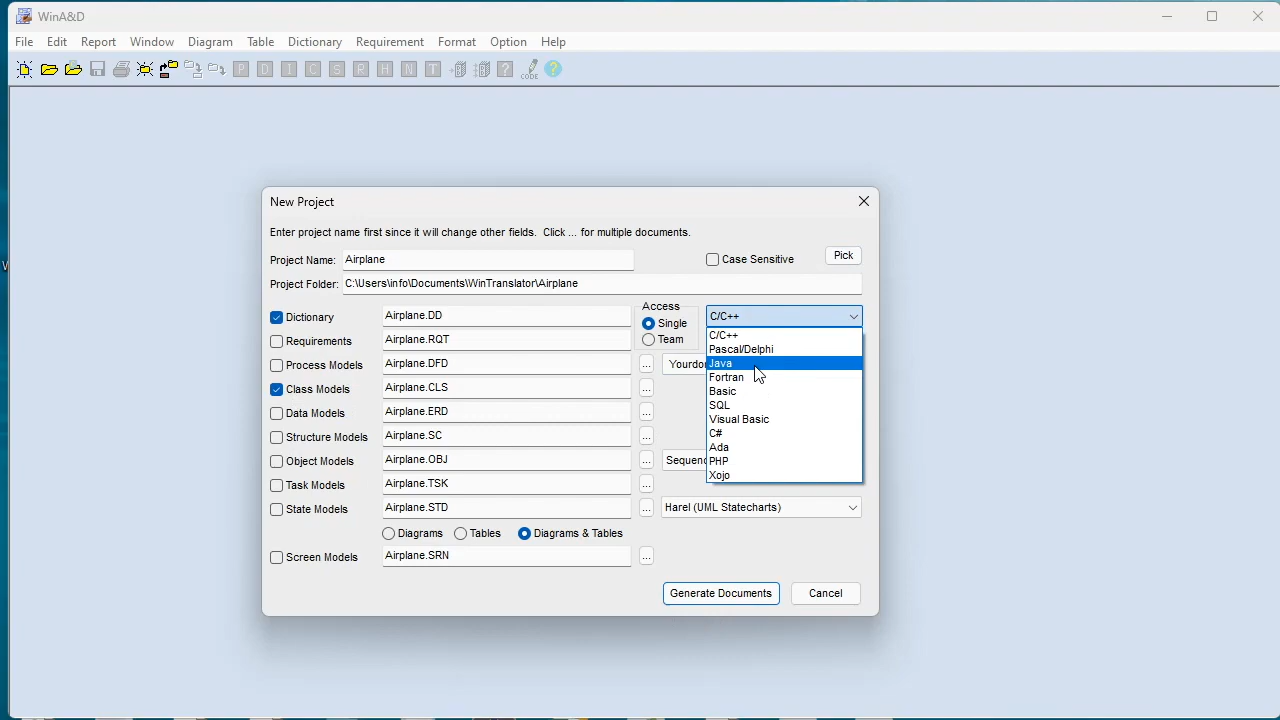 WinA&D
File Edit Report Window Diagram Table Dictionary Requirement Format Option Help
P D I C S R H N T ? CODE ?
New Project
Enter project name first since it will change other fields. Click ... for multiple documents.
Project Name: Airplane Case Sensitive Pick
Project Folder: C:\Users\info\Documents\WinTranslator\Airplane
Access
Dictionary Airplane.DD Single C/C++
Requirements Airplane.RQT Team C/C++
Pascal/Delphi
Process Models Airplane.DFD ... Java
Fortran
Class Models Airplane.CLS ... Basic
SQL
Data Models Airplane.ERD ... Visual Basic
Structure Models Airplane.SC ... C#
Ada
Object Models Airplane.OBJ ... PHP
Xojo
Task Models Airplane.TSK ...
State Models Airplane.STD ... Harel (UML Statecharts)
Diagrams Tables Diagrams & Tables
Screen Models Airplane.SRN ...
Generate Documents Cancel